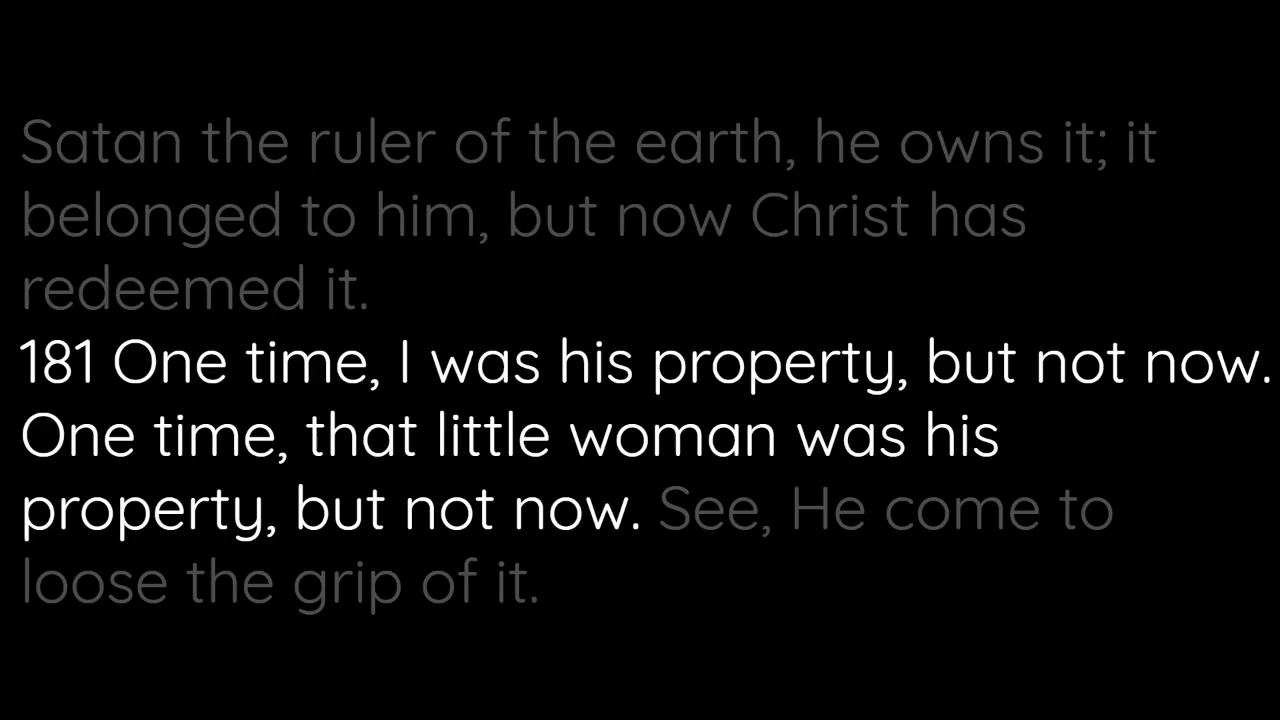 Satan the ruler of the earth, he owns it; it
belonged to him, but now Christ has
redeemed it.
181 One time, I was his property, but not now.
One time, that little woman was his
property, but not now. See, He come to
loose the grip of it.